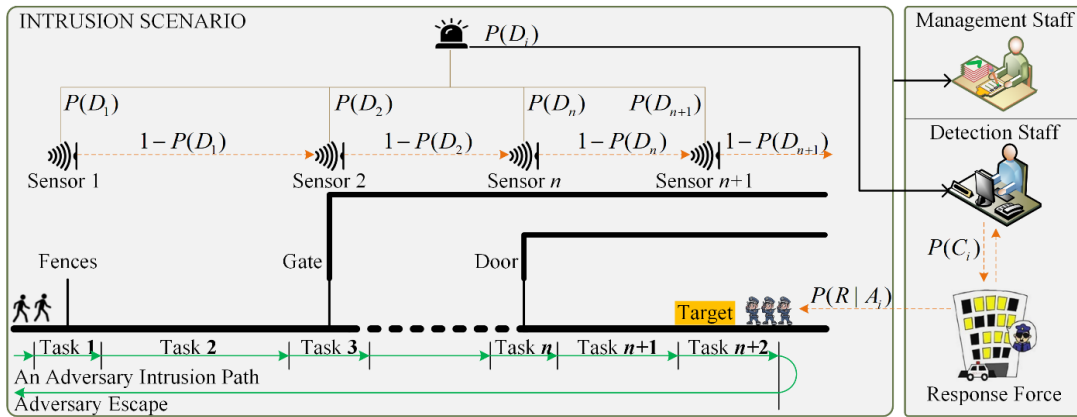 INTRUSION SCENARIO
P(D_i)
P(D_1)
P(D_2)
P(D_n)
P(D_{n+1})
1−P(D_1)
1−P(D_2)
1−P(D_n)
1−P(D_{n+1})
Sensor 1
Sensor 2
Sensor n
Sensor n+1
Fences
Gate
Door
Target
P(R | A_i)
Task 1
Task 2
Task 3
Task n
Task n+1
Task n+2
An Adversary Intrusion Path
Adversary Escape
Management Staff
Detection Staff
P(C_i)
Response Force